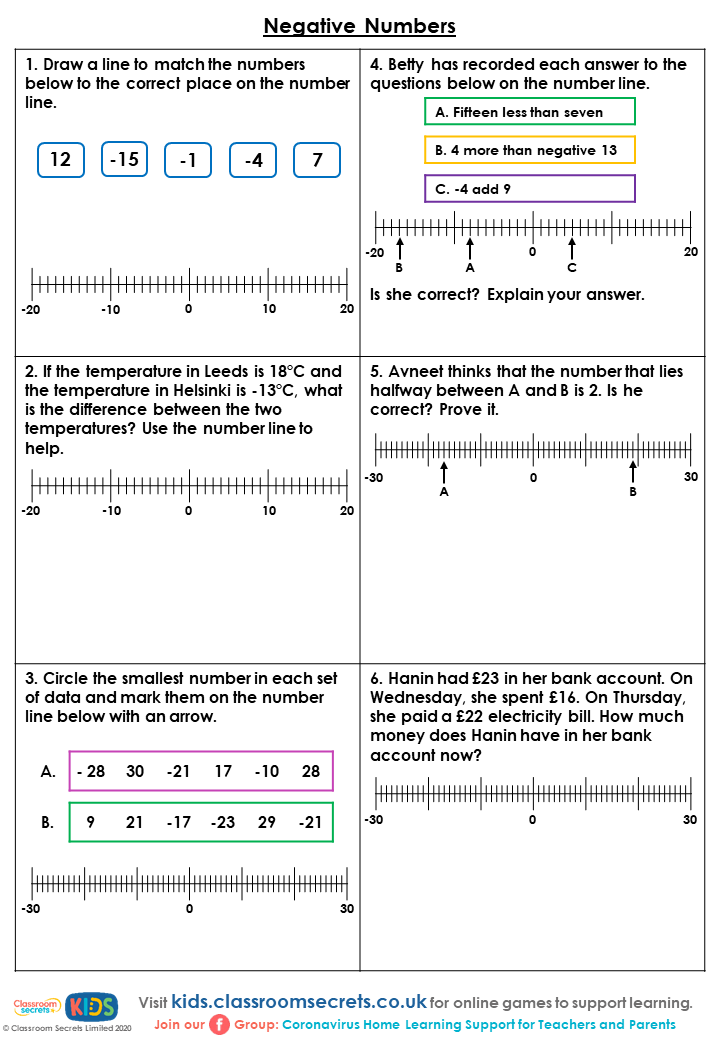 Negative Numbers
1. Draw a line to match the numbers
below to the correct place on the number
line.
12 -15 -1 -4 7
-20 -10 0 10 20
4. Betty has recorded each answer to the
questions below on the number line.
A. Fifteen less than seven
B. 4 more than negative 13
C. -4 add 9
-20 0 20
B A C
Is she correct? Explain your answer.
2. If the temperature in Leeds is 18°C and
the temperature in Helsinki is -13°C, what
is the difference between the two
temperatures? Use the number line to
help.
-20 -10 0 10 20
5. Avneet thinks that the number that lies
halfway between A and B is 2. Is he
correct? Prove it.
-30 0 30
A B
3. Circle the smallest number in each set
of data and mark them on the number
line below with an arrow.
A. - 28 30 -21 17 -10 28
B. 9 21 -17 -23 29 -21
-30 0 30
6. Hanin had £23 in her bank account. On
Wednesday, she spent £16. On Thursday,
she paid a £22 electricity bill. How much
money does Hanin have in her bank
account now?
-30 0 30
Classroom
Secrets
KIDS
© Classroom Secrets Limited 2020
Visit kids.classroomsecrets.co.uk for online games to support learning.
Join our f Group: Coronavirus Home Learning Support for Teachers and Parents